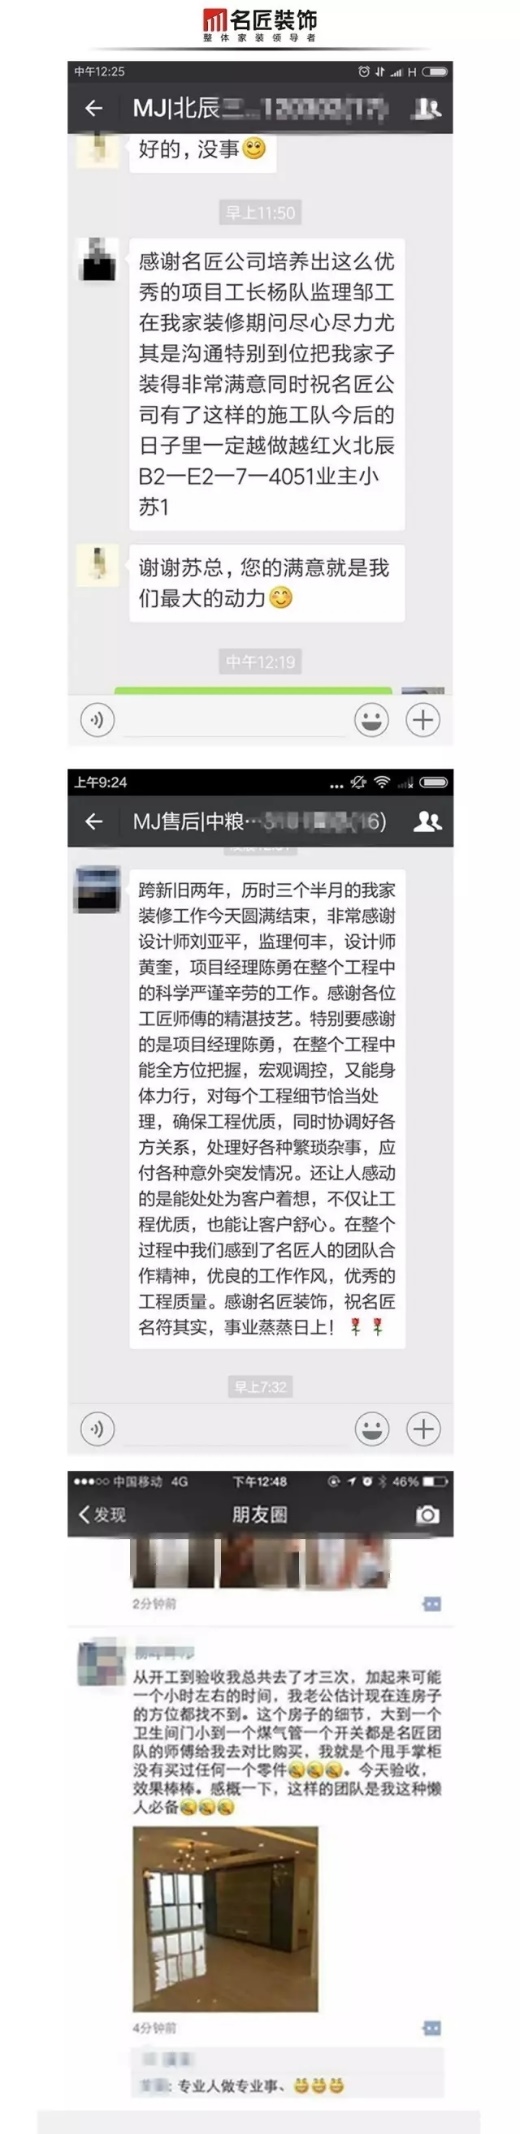 名匠装饰
整体家装领导者
中午12:25
H
MJ|北辰三...120302(17)
好的，没事
早上11:50
感谢名匠公司培养出这么优
秀的项目工长杨队监理邹工
在我家装修期问尽心尽力尤
其是沟通特别到位把我家子
装得非常满意同时祝名匠公
司有了这样的施工队今后的
日子里一定越做越红火北辰
B2一E2一7一4051业主小
苏1
谢谢苏总，您的满意就是我
们最大的动力
中午12:19
上午9:24
MJ售后|中粮…(16)
跨新旧两年，历时三个半月的我家
装修工作今天圆满结束，非常感谢
设计师刘亚平，监理何丰，设计师
黄奎，项目经理陈勇在整个工程中
的科学严谨辛劳的工作。感谢各位
工匠师傅的精湛技艺。特别要感谢
的是项目经理陈勇，在整个工程中
能全方位把握，宏观调控，又能身
体力行，对每个工程细节恰当处
理，确保工程优质，同时协调好各
方关系，处理好各种繁琐杂事，应
付各种意外突发情况。还让人感动
的是能处处为客户着想，不仅让工
程优质，也能让客户舒心。在整个
过程中我们感到了名匠人的团队合
作精神，优良的工作作风，优秀的
工程质量。感谢名匠装饰，祝名匠
名符其实，事业蒸蒸日上！🌹🌹
早上7:32
中国移动 4G 下午12:48 46%
发现 朋友圈
2分钟前
从开工到验收我总共去了才三次，加起来可能
一个小时左右的时间，我老公估计现在连房子
的方位都找不到。这个房子的细节，大到一个
卫生间门小到一个煤气管一个开关都是名匠团
队的师傅给我去对比购买，我就是个甩手掌柜
没有买过任何一个零件。今天验收，
效果棒棒。感概一下，这样的团队是我这种懒
人必备
4分钟前
: 专业人做专业事、